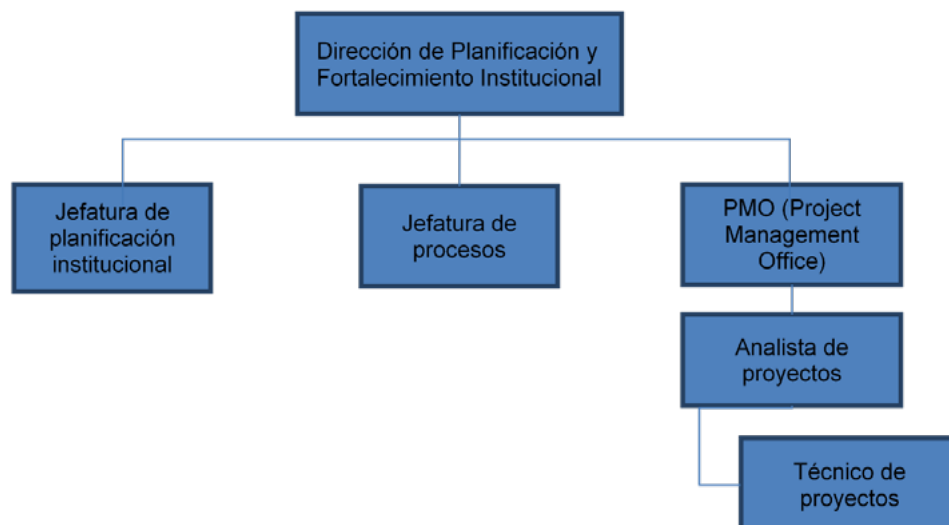 Dirección de Planificación y
Fortalecimiento Institucional
Jefatura de
planificación
institucional
Jefatura de
procesos
PMO (Project
Management
Office)
Analista de
proyectos
Técnico de
proyectos